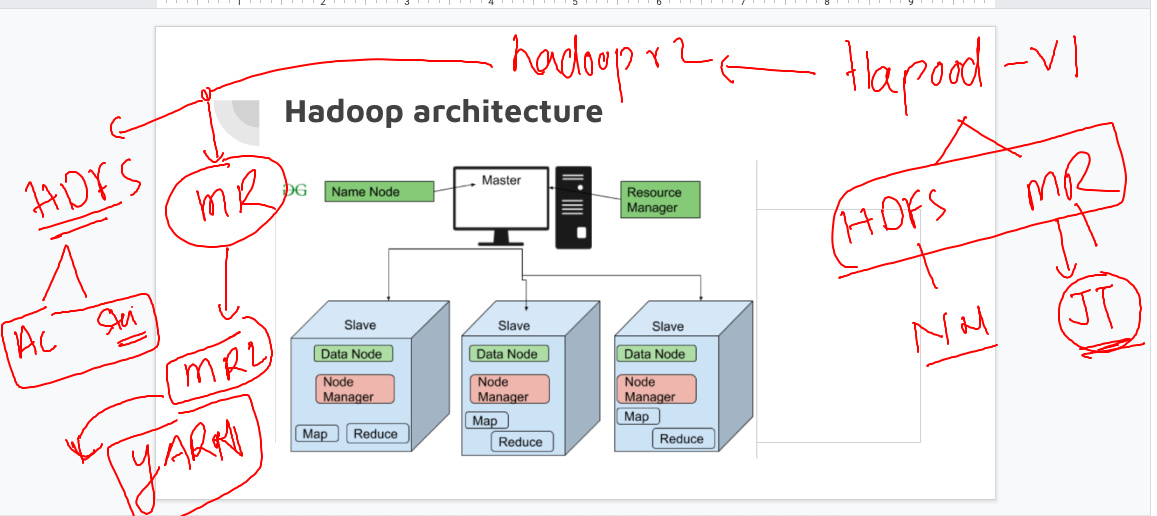 1 2 3 4 5 6 7 8 9
hadoop v2
Hapood - V1
Hadoop architecture
HDFS
MR
HDFS
MR
ƏG Name Node
Master
Resource
Manager
AC
NN
JT
MR2
YARN
Slave
Data Node
Node
Manager
Map Reduce
Slave
Data Node
Node
Manager
Map
Reduce
Slave
Data Node
Node
Manager
Map
Reduce